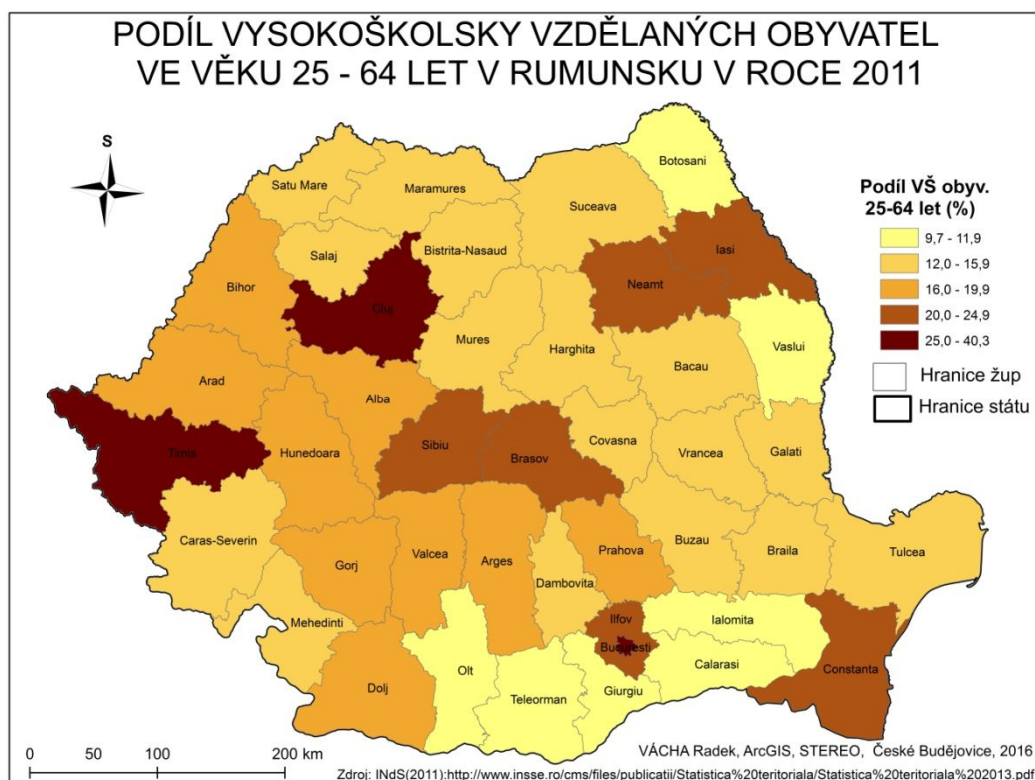 PODÍL VYSOKOŠKOLSKY VZDĚLANÝCH OBYVATEL
VE VĚKU 25 - 64 LET V RUMUNSKU V ROCE 2011
S
Podíl VŠ obyv.
25-64 let (%)
9,7 - 11,9
12,0 - 15,9
16,0 - 19,9
20,0 - 24,9
25,0 - 40,3
Hranice žup
Hranice státu
Botosani
Satu Mare
Maramures
Suceava
Iasi
Salaj
Bistrita-Nasaud
Neamt
Bihor
Cluj
Mures
Harghita
Vaslui
Bacau
Arad
Alba
Sibiu
Brasov
Covasna
Vrancea
Galati
Timis
Hunedoara
Caras-Severin
Gorj
Valcea
Arges
Prahova
Dambovita
Buzau
Braila
Tulcea
Mehedinti
Ilfov
Bucuresti
Ialomita
Calarasi
Constanta
Dolj
Olt
Teleorman
Giurgiu
0 50 100 200 km
VÁCHA Radek, ArcGIS, STEREO, České Budějovice, 2016
Zdroj: INdS(2011):http://www.insse.ro/cms/files/publicatii/Statistica%20teritoriala/Statistica%20teritoriala%202013.pdf